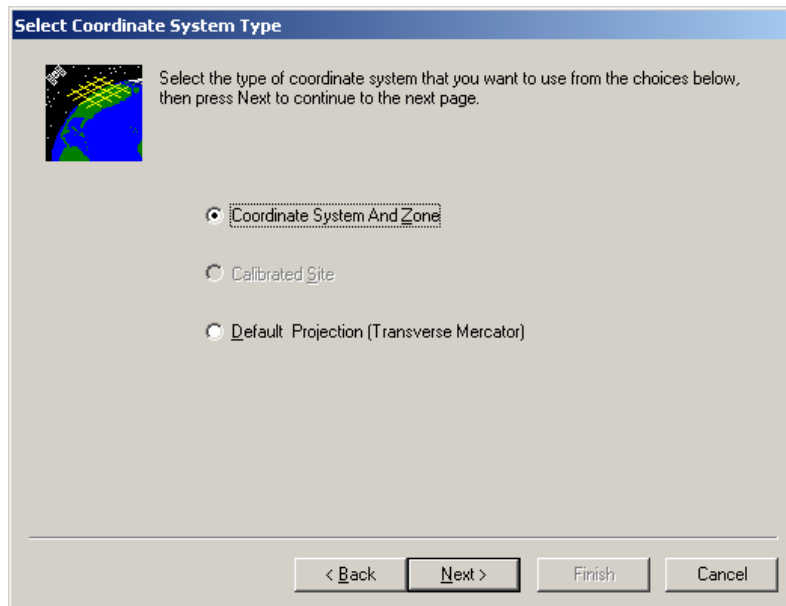 Select Coordinate System Type
Select the type of coordinate system that you want to use from the choices below,
then press Next to continue to the next page.
Coordinate System And Zone
Calibrated Site
Default Projection (Transverse Mercator)
< Back
Next >
Finish
Cancel